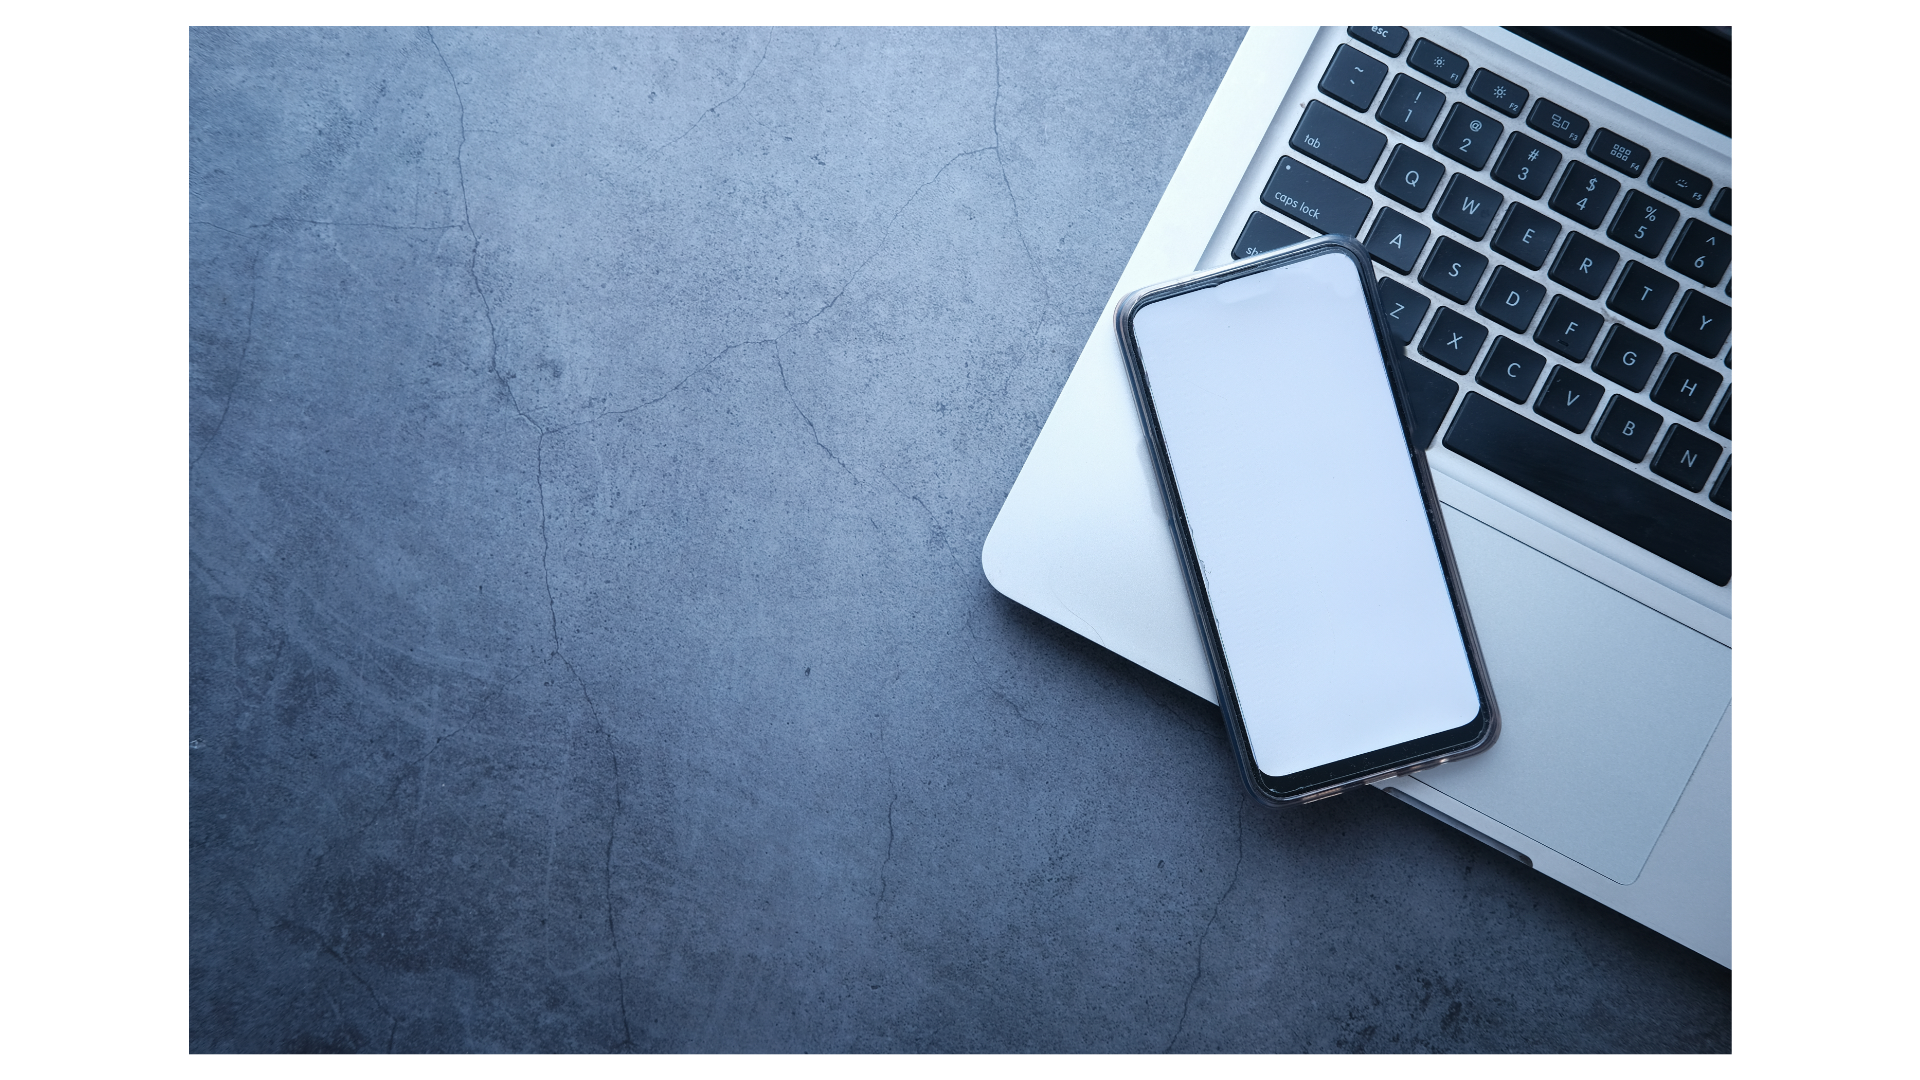 esc
~ ! @ # $ % ^
` 1 2 3 4 5 6
F1 F2 F3 F4 F5
tab Q W E R T Y
caps lock A S D F G H
Z X C V B N